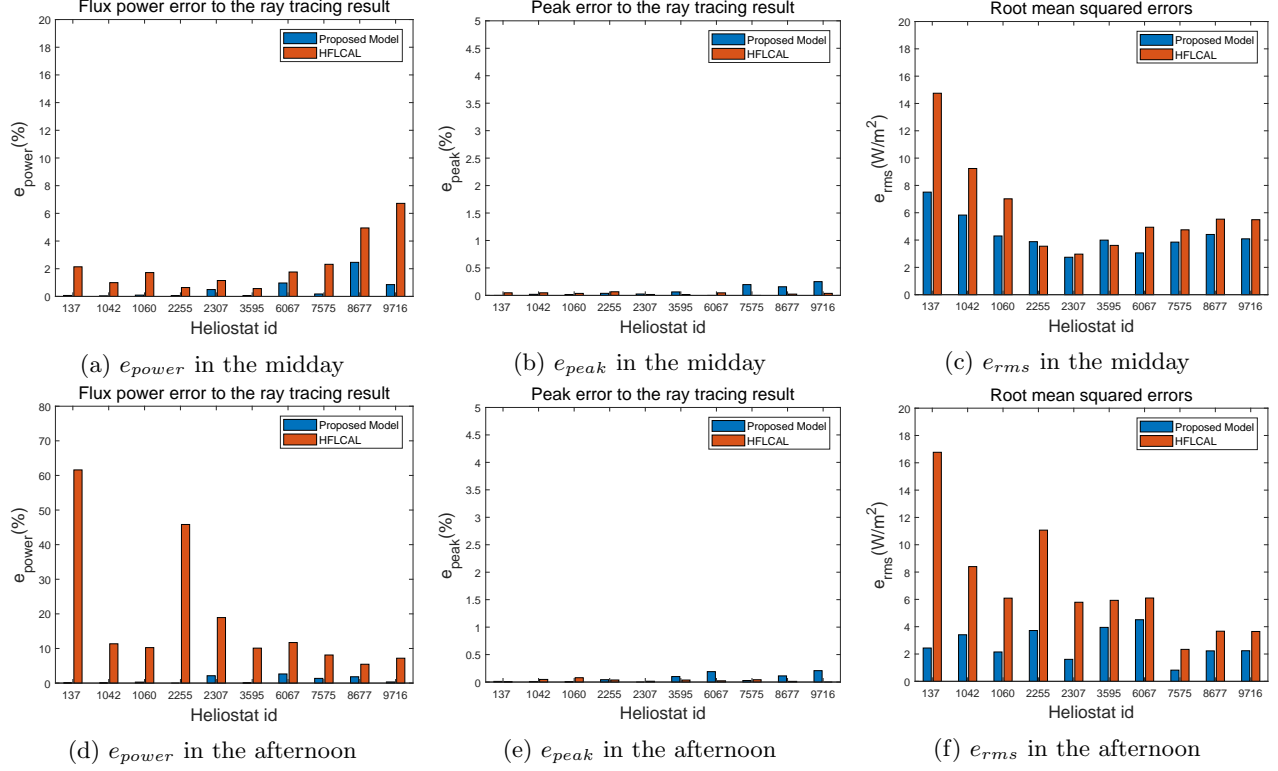 Flux power error to the ray tracing result
20
18
16
14
12
10
8
6
4
2
0
e_power(%)
Proposed Model
HFLCAL
137 1042 1060 2255 2307 3595 6067 7575 8677 9716
Heliostat id
(a) e_power in the midday
Peak error to the ray tracing result
5
4.5
4
3.5
3
2.5
2
1.5
1
0.5
0
e_peak(%)
Proposed Model
HFLCAL
137 1042 1060 2255 2307 3595 6067 7575 8677 9716
Heliostat id
(b) e_peak in the midday
Root mean squared errors
20
18
16
14
12
10
8
6
4
2
0
e_rms(W/m²)
Proposed Model
HFLCAL
137 1042 1060 2255 2307 3595 6067 7575 8677 9716
Heliostat id
(c) e_rms in the midday
Flux power error to the ray tracing result
80
70
60
50
40
30
20
10
0
e_power(%)
Proposed Model
HFLCAL
137 1042 1060 2255 2307 3595 6067 7575 8677 9716
Heliostat id
(d) e_power in the afternoon
Peak error to the ray tracing result
5
4.5
4
3.5
3
2.5
2
1.5
1
0.5
0
e_peak(%)
Proposed Model
HFLCAL
137 1042 1060 2255 2307 3595 6067 7575 8677 9716
Heliostat id
(e) e_peak in the afternoon
Root mean squared errors
20
18
16
14
12
10
8
6
4
2
0
e_rms(W/m²)
Proposed Model
HFLCAL
137 1042 1060 2255 2307 3595 6067 7575 8677 9716
Heliostat id
(f) e_rms in the afternoon